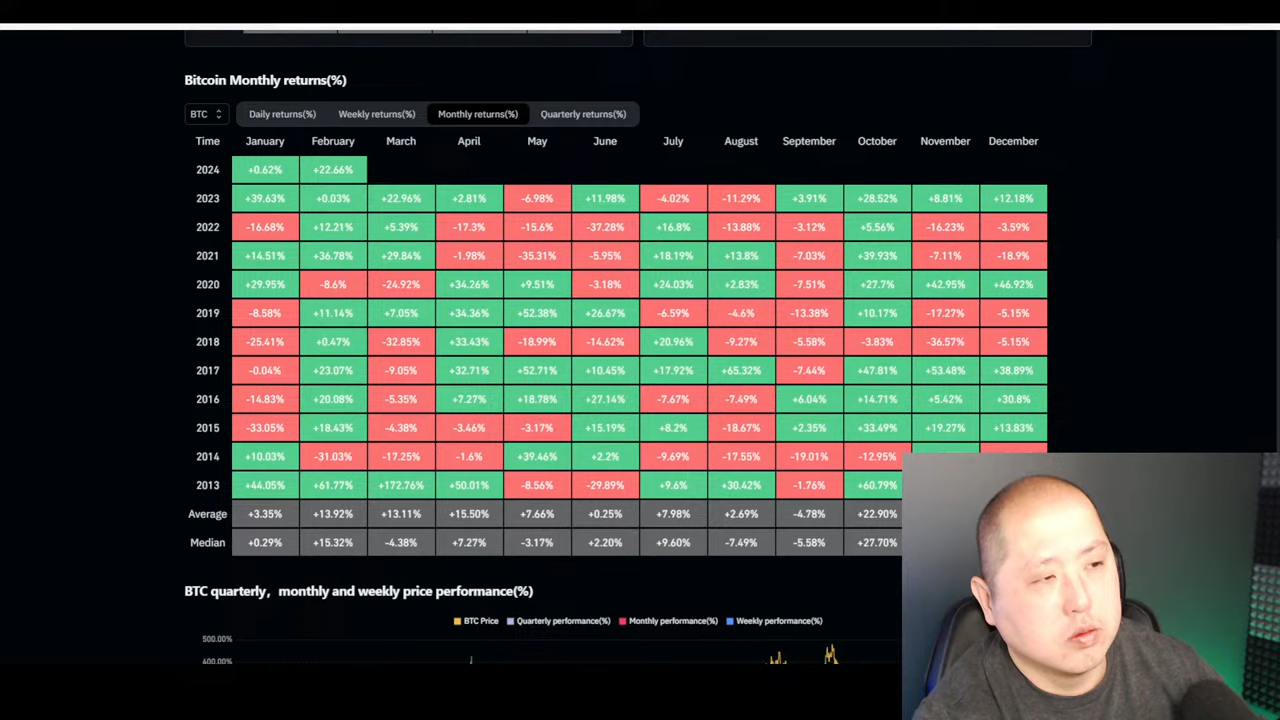 Bitcoin Monthly returns(%)
BTC Daily returns(%) Weekly returns(%) Monthly returns(%) Quarterly returns(%)
Time January February March April May June July August September October November December
2024 +0.62% +22.66%
2023 +39.63% +0.03% +22.96% +2.81% -6.98% +11.98% -4.02% -11.29% +3.91% +28.52% +8.81% +12.18%
2022 -16.68% +12.21% +5.39% -17.3% -15.6% -37.28% +16.8% -13.88% -3.12% +5.56% -16.23% -3.59%
2021 +14.51% +36.78% +29.84% -1.98% -35.31% -5.95% +18.19% +13.8% -7.03% +39.93% -7.11% -18.9%
2020 +29.95% -8.6% -24.92% +34.26% +9.51% -3.18% +24.03% +2.83% -7.51% +27.7% +42.95% +46.92%
2019 -8.58% +11.14% +7.05% +34.36% +52.38% +26.67% -6.59% -4.6% -13.38% +10.17% -17.27% -5.15%
2018 -25.41% +0.47% -32.85% +33.43% -18.99% -14.62% +20.96% -9.27% -5.58% -3.83% -36.57% -5.15%
2017 -0.04% +23.07% -9.05% +32.71% +52.71% +10.45% +17.92% +65.32% -7.44% +47.81% +53.48% +38.89%
2016 -14.83% +20.08% -5.35% +7.27% +18.78% +27.14% -7.67% -7.49% +6.04% +14.71% +5.42% +30.8%
2015 -33.05% +18.43% -4.38% -3.46% -3.17% +15.19% +8.2% -18.67% +2.35% +33.49% +19.27% +13.83%
2014 +10.03% -31.03% -17.25% -1.6% +39.46% +2.2% -9.69% -17.55% -19.01% -12.95%
2013 +44.05% +61.77% +172.76% +50.01% -8.56% -29.89% +9.6% +30.42% -1.76% +60.79%
Average +3.35% +13.92% +13.11% +15.50% +7.66% +0.25% +7.98% +2.69% -4.78% +22.90%
Median +0.29% +15.32% -4.38% +7.27% -3.17% +2.20% +9.60% -7.49% -5.58% +27.70%
BTC quarterly, monthly and weekly price performance(%)
BTC Price Quarterly performance(%) Monthly performance(%) Weekly performance(%)
500.00%
400.00%